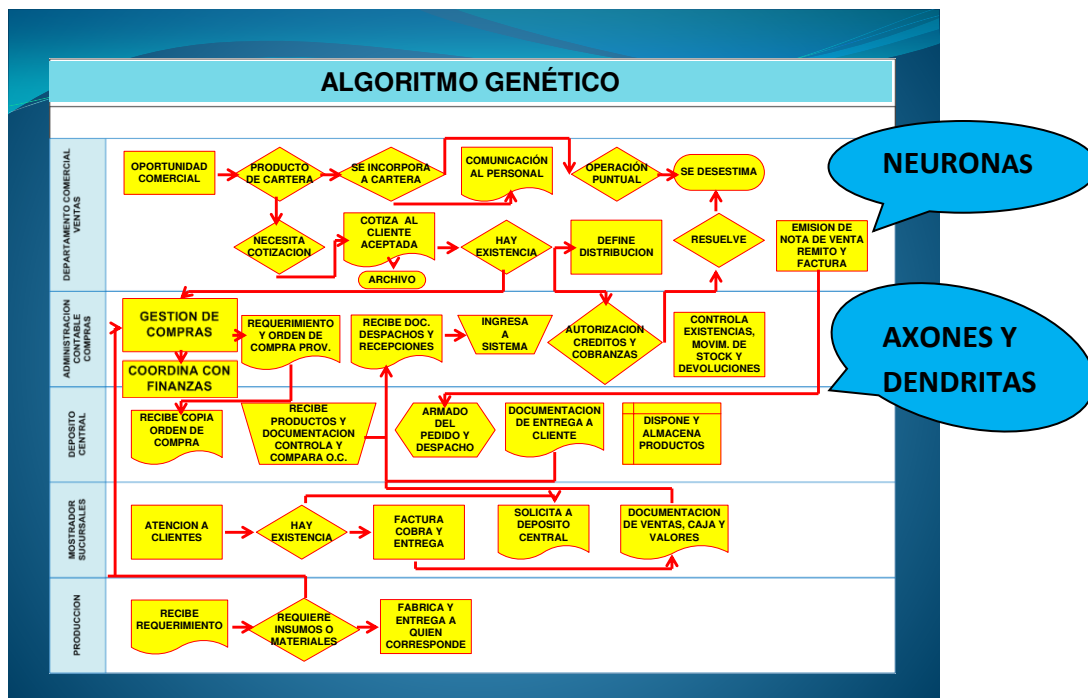 ALGORITMO GENÉTICO
NEURONAS
AXONES Y
DENDRITAS
DEPARTAMENTO COMERCIAL
VENTAS
OPORTUNIDAD
COMERCIAL
PRODUCTO
DE CARTERA
SE INCORPORA
A CARTERA
COMUNICACIÓN
AL PERSONAL
OPERACIÓN
PUNTUAL
SE DESESTIMA
NECESITA
COTIZACION
COTIZA AL
CLIENTE
ACEPTADA
ARCHIVO
HAY
EXISTENCIA
DEFINE
DISTRIBUCION
RESUELVE
EMISION DE
NOTA DE VENTA
REMITO Y
FACTURA
ADMINISTRACION
CONTABLE
COMPRAS
GESTION DE
COMPRAS
COORDINA CON
FINANZAS
REQUERIMIENTO
Y ORDEN DE
COMPRA PROV.
RECIBE DOC.
DESPACHOS Y
RECEPCIONES
INGRESA
A
SISTEMA
AUTORIZACION
CREDITOS Y
COBRANZAS
CONTROLA
EXISTENCIAS,
MOVIM. DE
STOCK Y
DEVOLUCIONES
DEPOSITO
CENTRAL
RECIBE COPIA
ORDEN DE
COMPRA
RECIBE
PRODUCTOS Y
DOCUMENTACION
CONTROLA Y
COMPARA O.C.
ARMADO
DEL
PEDIDO Y
DESPACHO
DOCUMENTACION
DE ENTREGA A
CLIENTE
DISPONE Y
ALMACENA
PRODUCTOS
MOSTRADOR
SUCURSALES
ATENCION A
CLIENTES
HAY
EXISTENCIA
FACTURA
COBRA Y
ENTREGA
SOLICITA A
DEPOSITO
CENTRAL
DOCUMENTACION
DE VENTAS, CAJA Y
VALORES
PRODUCCION
RECIBE
REQUERIMIENTO
REQUIERE
INSUMOS O
MATERIALES
FABRICA Y
ENTREGA A
QUIEN
CORRESPONDE